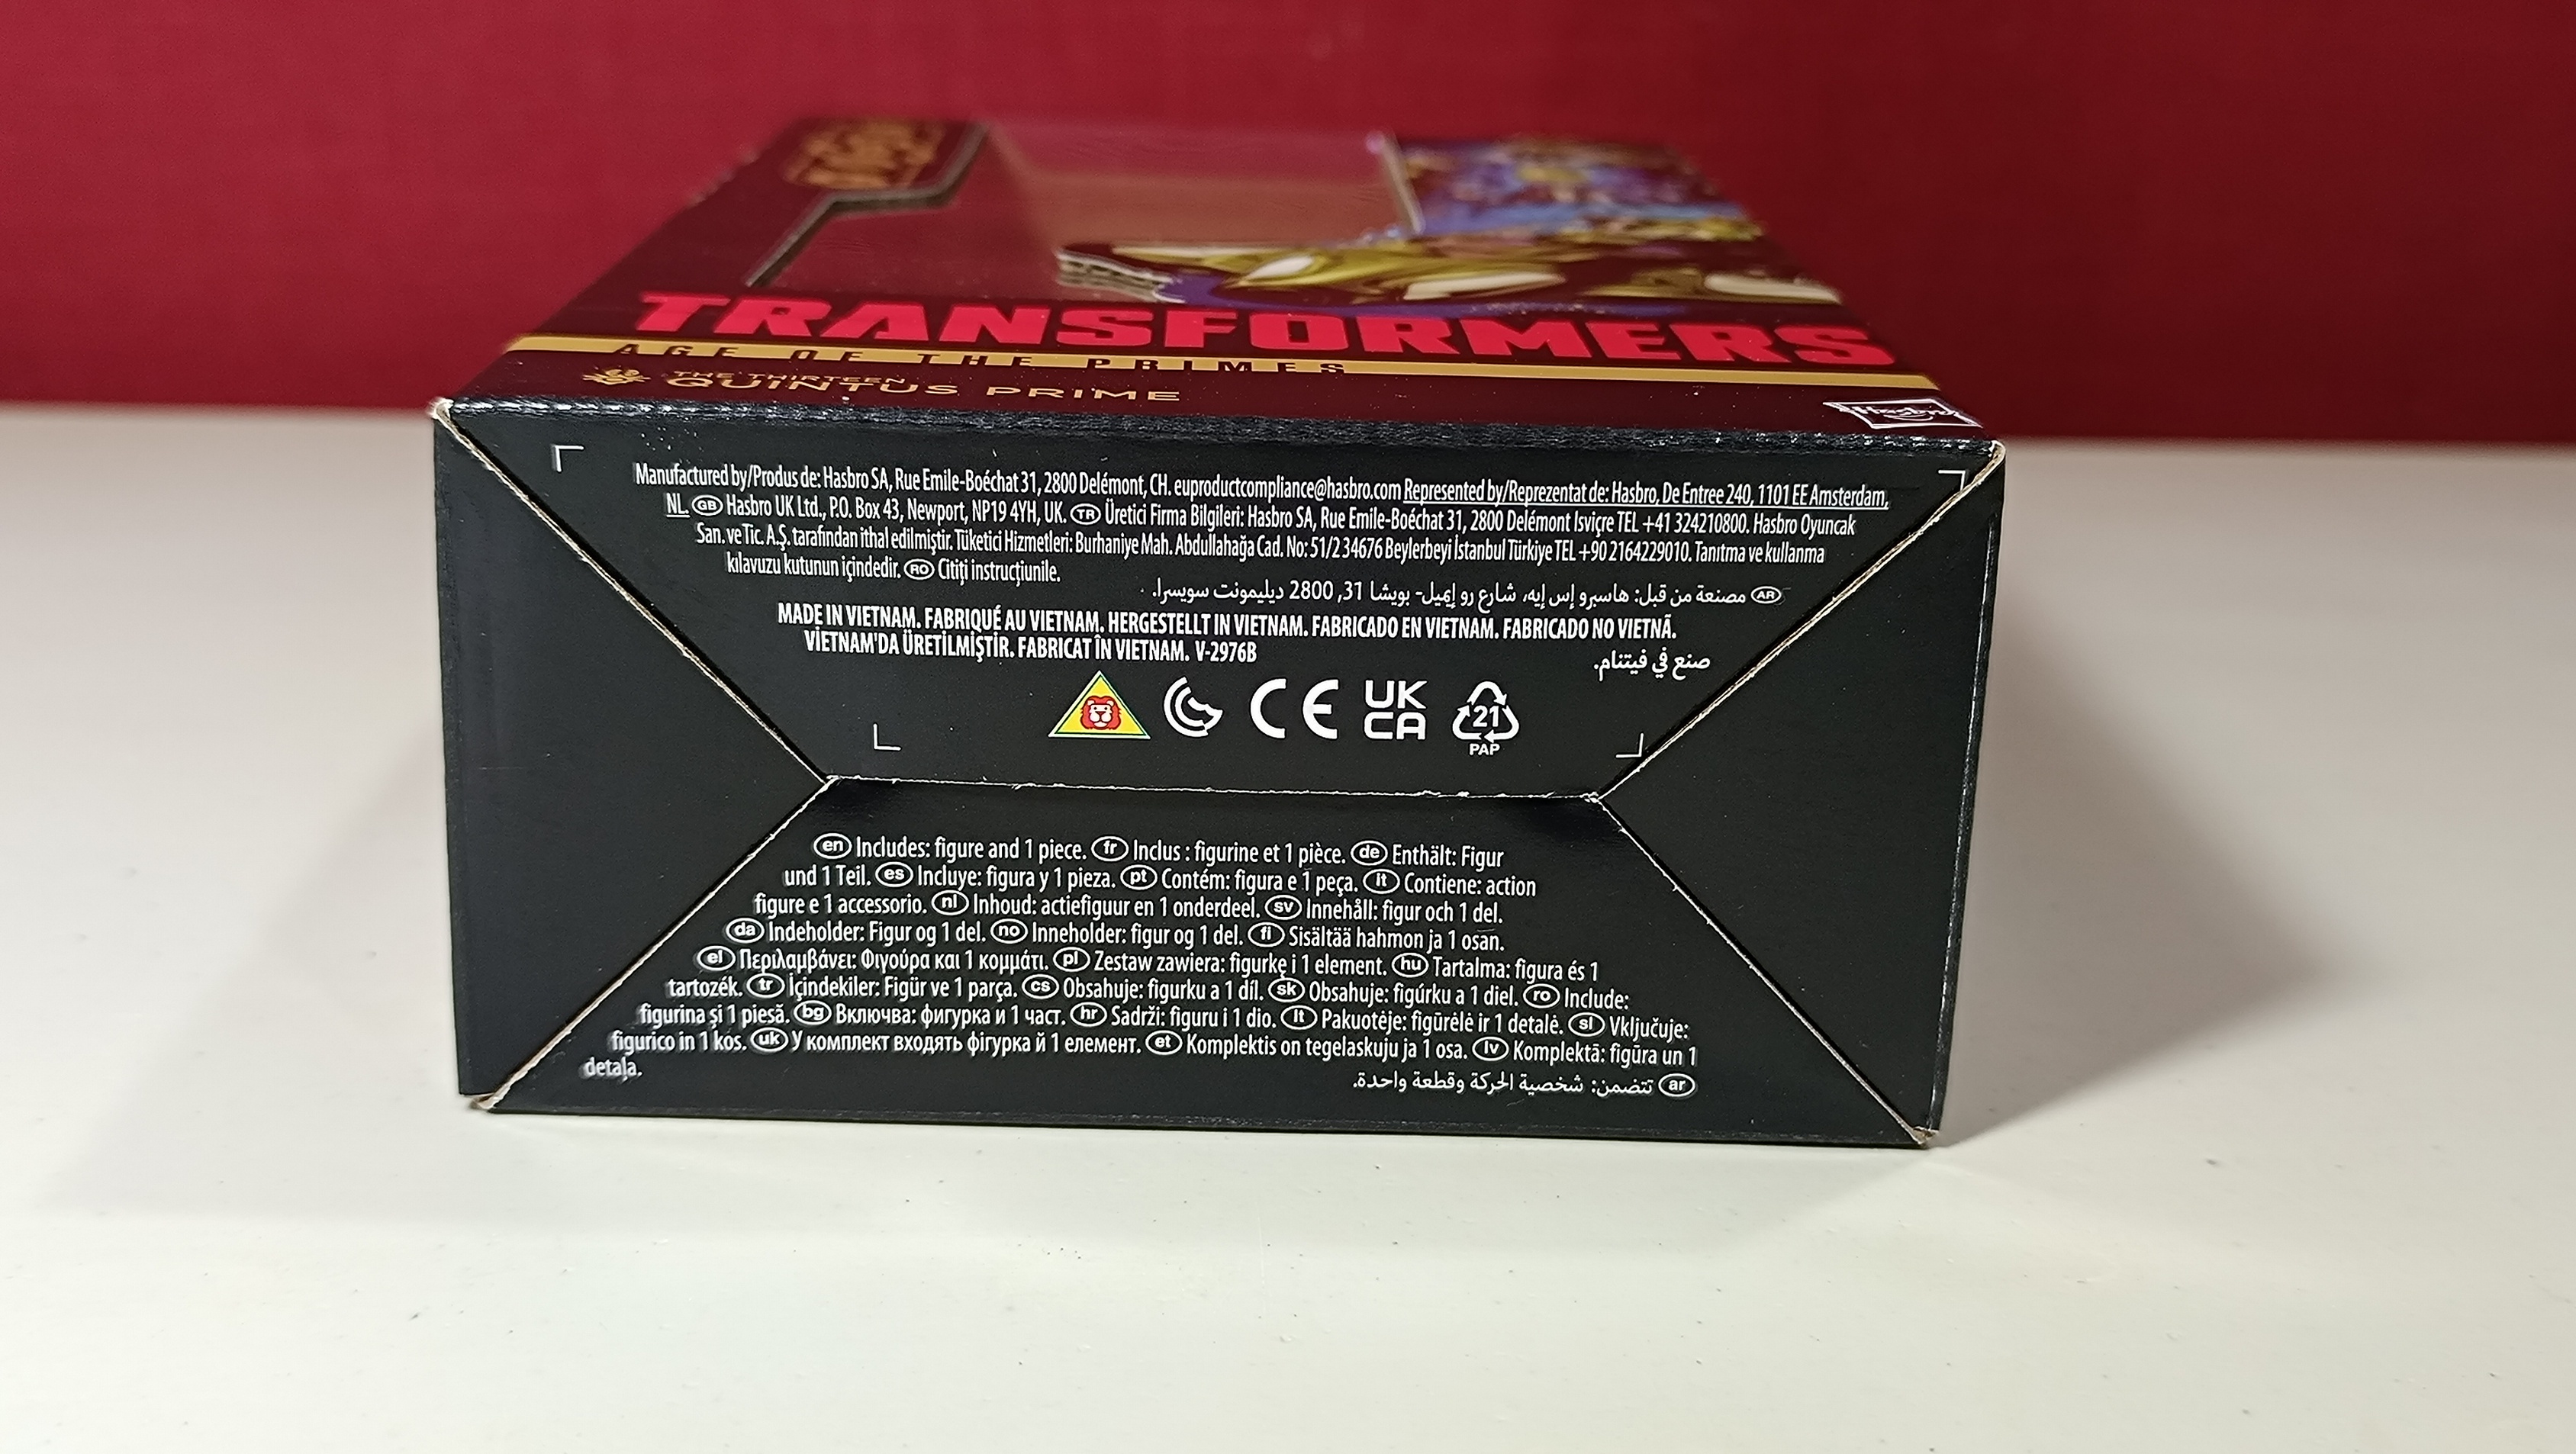 TRANSFORMERS
AGE OF THE PRIMES
THE THIRTEEN
QUINTUS PRIME
Hasbro
Manufactured by/Produs de: Hasbro SA, Rue Emile-Boéchat 31, 2800 Delémont, CH. euproductcompliance@hasbro.com Represented by/Reprezentat de: Hasbro, De Entree 240, 1101 EE Amsterdam,
NL. GB Hasbro UK Ltd., P.O. Box 43, Newport, NP19 4YH, UK. TR Üretici Firma Bilgileri: Hasbro SA, Rue Emile-Boéchat 31, 2800 Delémont Isviçre TEL +41 324210800. Hasbro Oyuncak
San. ve Tic. A.Ş. tarafından ithal edilmiştir. Tüketici Hizmetleri: Burhaniye Mah. Abdullahağa Cad. No: 51/2 34676 Beylerbeyi İstanbul Türkiye TEL +90 2164229010. Tanıtma ve kullanma
kılavuzu kutunun içindedir. RO Citiți instrucțiunile.
AR مصنعة من قبل: هاسبرو إس إيه، شارع رو إيميل- بويشا 31, 2800 ديليمونت سويسرا.
MADE IN VIETNAM. FABRIQUÉ AU VIETNAM. HERGESTELLT IN VIETNAM. FABRICADO EN VIETNAM. FABRICADO NO VIETNÃ.
VİETNAM'DA ÜRETİLMİŞTİR. FABRICAT ÎN VIETNAM. V-2976B
صنع في فيتنام.
CE UK CA 21
PAP
en Includes: figure and 1 piece. fr Inclus : figurine et 1 pièce. de Enthält: Figur
und 1 Teil. es Incluye: figura y 1 pieza. pt Contém: figura e 1 peça. it Contiene: action
figure e 1 accessorio. nl Inhoud: actiefiguur en 1 onderdeel. sv Innehåll: figur och 1 del.
da Indeholder: Figur og 1 del. no Inneholder: figur og 1 del. fi Sisältää hahmon ja 1 osan.
el Περιλαμβάνει: Φιγούρα και 1 κομμάτι. pl Zestaw zawiera: figurkę i 1 element. hu Tartalma: figura és 1
tartozék. tr İçindekiler: Figür ve 1 parça. cs Obsahuje: figurku a 1 díl. sk Obsahuje: figúrku a 1 diel. ro Include:
figurina și 1 piesă. bg Включва: фигурка и 1 част. hr Sadrži: figuru i 1 dio. lt Pakuotėje: figūrėlė ir 1 detalė. sl Vključuje:
figurico in 1 kos. uk У комплект входять фігурка й 1 елемент. et Komplektis on tegelaskuju ja 1 osa. lv Komplektā: figūra un 1
detaļa.
ar تتضمن: شخصية الحركة وقطعة واحدة.